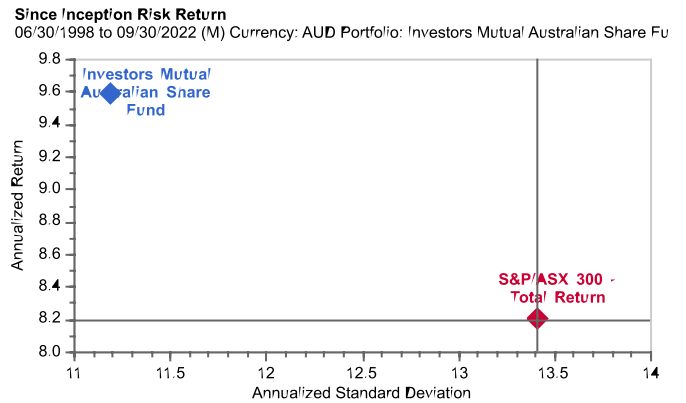 Since Inception Risk Return
06/30/1998 to 09/30/2022 (M) Currency: AUD Portfolio: Investors Mutual Australian Share Fu
9.8
Investors Mutual
Australian Share
Fund
9.6
9.4
9.2
9.0
8.8
8.6
8.4
8.2
8.0
Annualized Return
S&P/ASX 300 -
Total Return
11
11.5
12
12.5
13
13.5
14
Annualized Standard Deviation